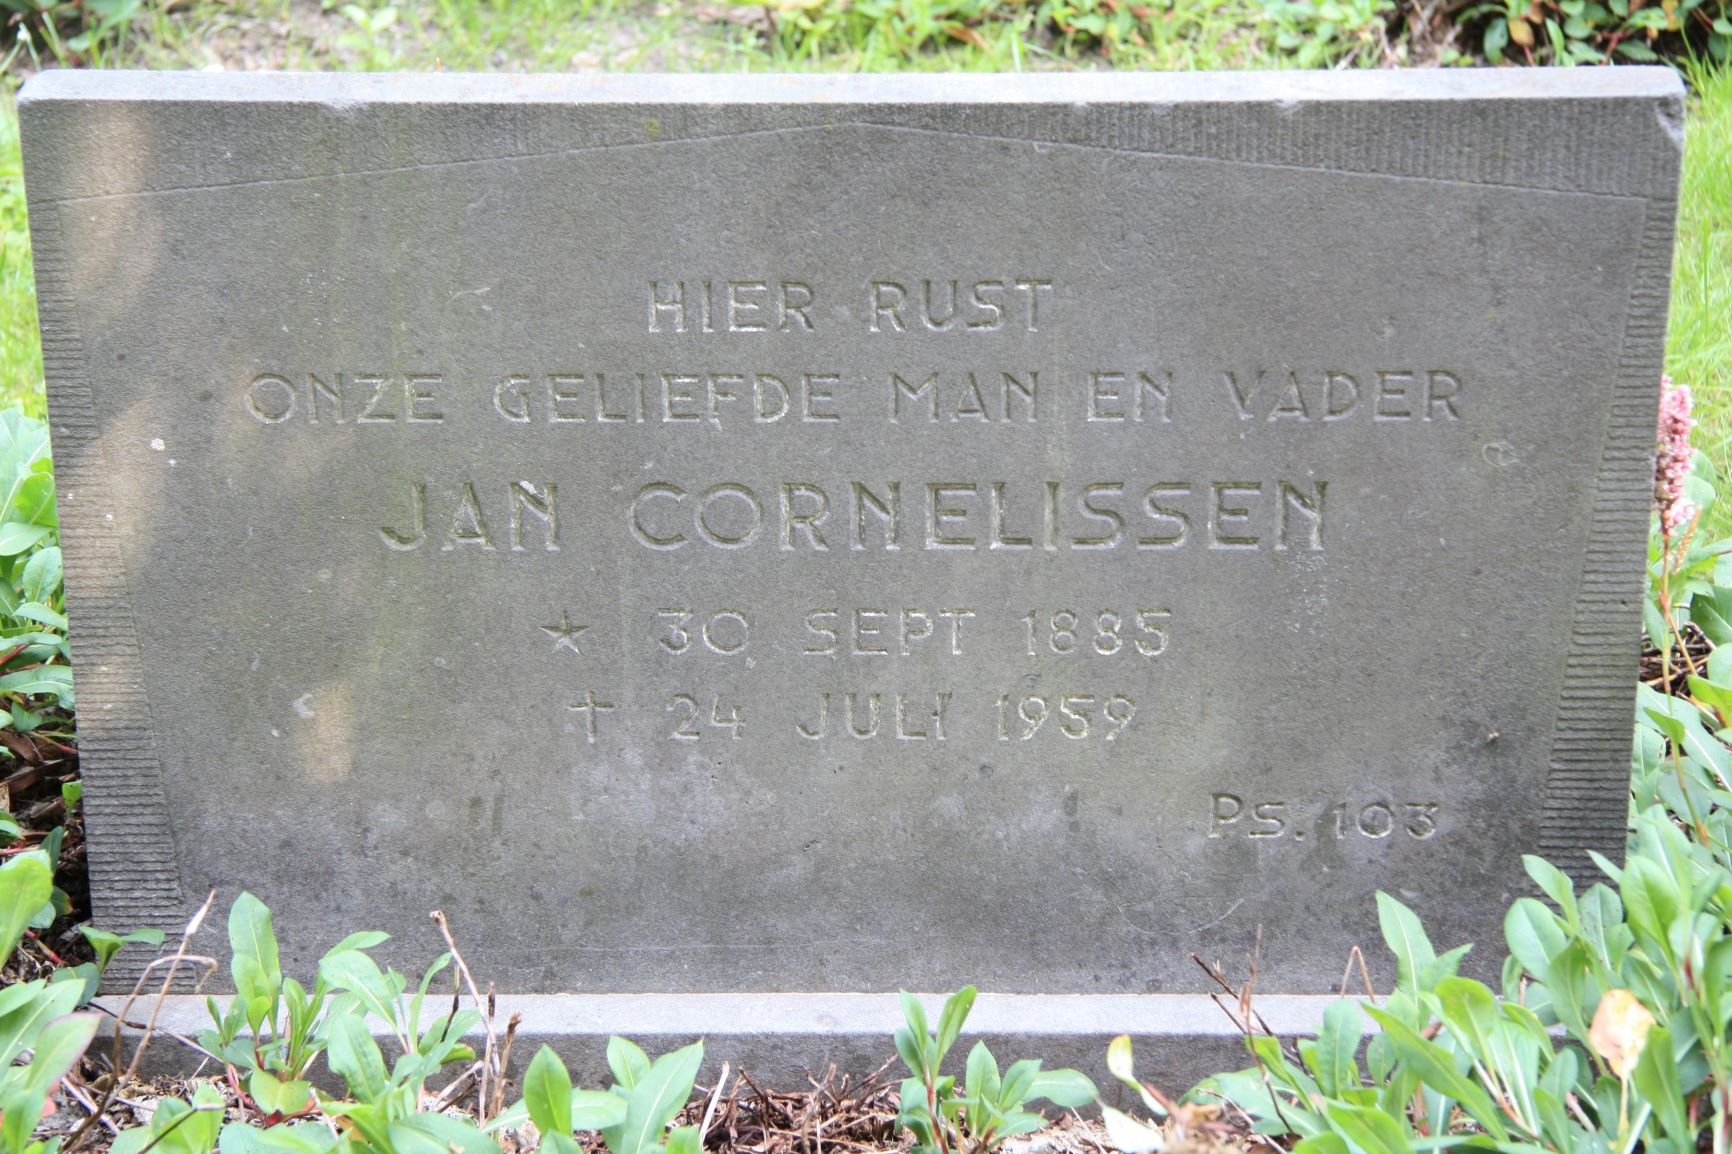 HIER RUST
ONZE GELIEFDE MAN EN VADER
JAN CORNELISSEN
★ 30 SEPT 1885
✝ 24 JULI 1959
Ps. 103